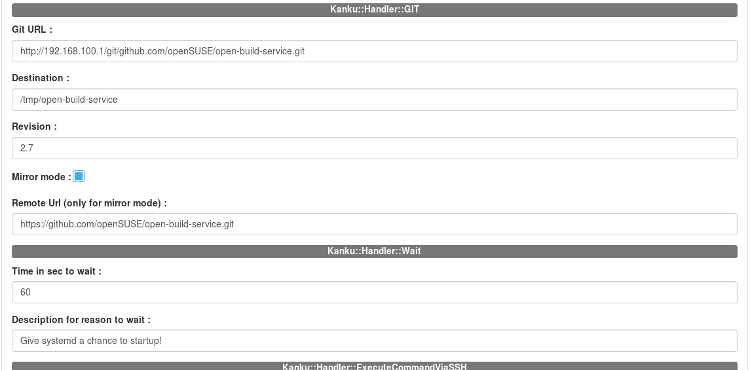 Kanku::Handler::GIT
Git URL :
http://192.168.100.1/git/github.com/openSUSE/open-build-service.git
Destination :
/tmp/open-build-service
Revision :
2.7
Mirror mode :
Remote Url (only for mirror mode) :
https://github.com/openSUSE/open-build-service.git
Kanku::Handler::Wait
Time in sec to wait :
60
Description for reason to wait :
Give systemd a chance to startup!
Kanku::Handler::ExecuteCommandViaSSH